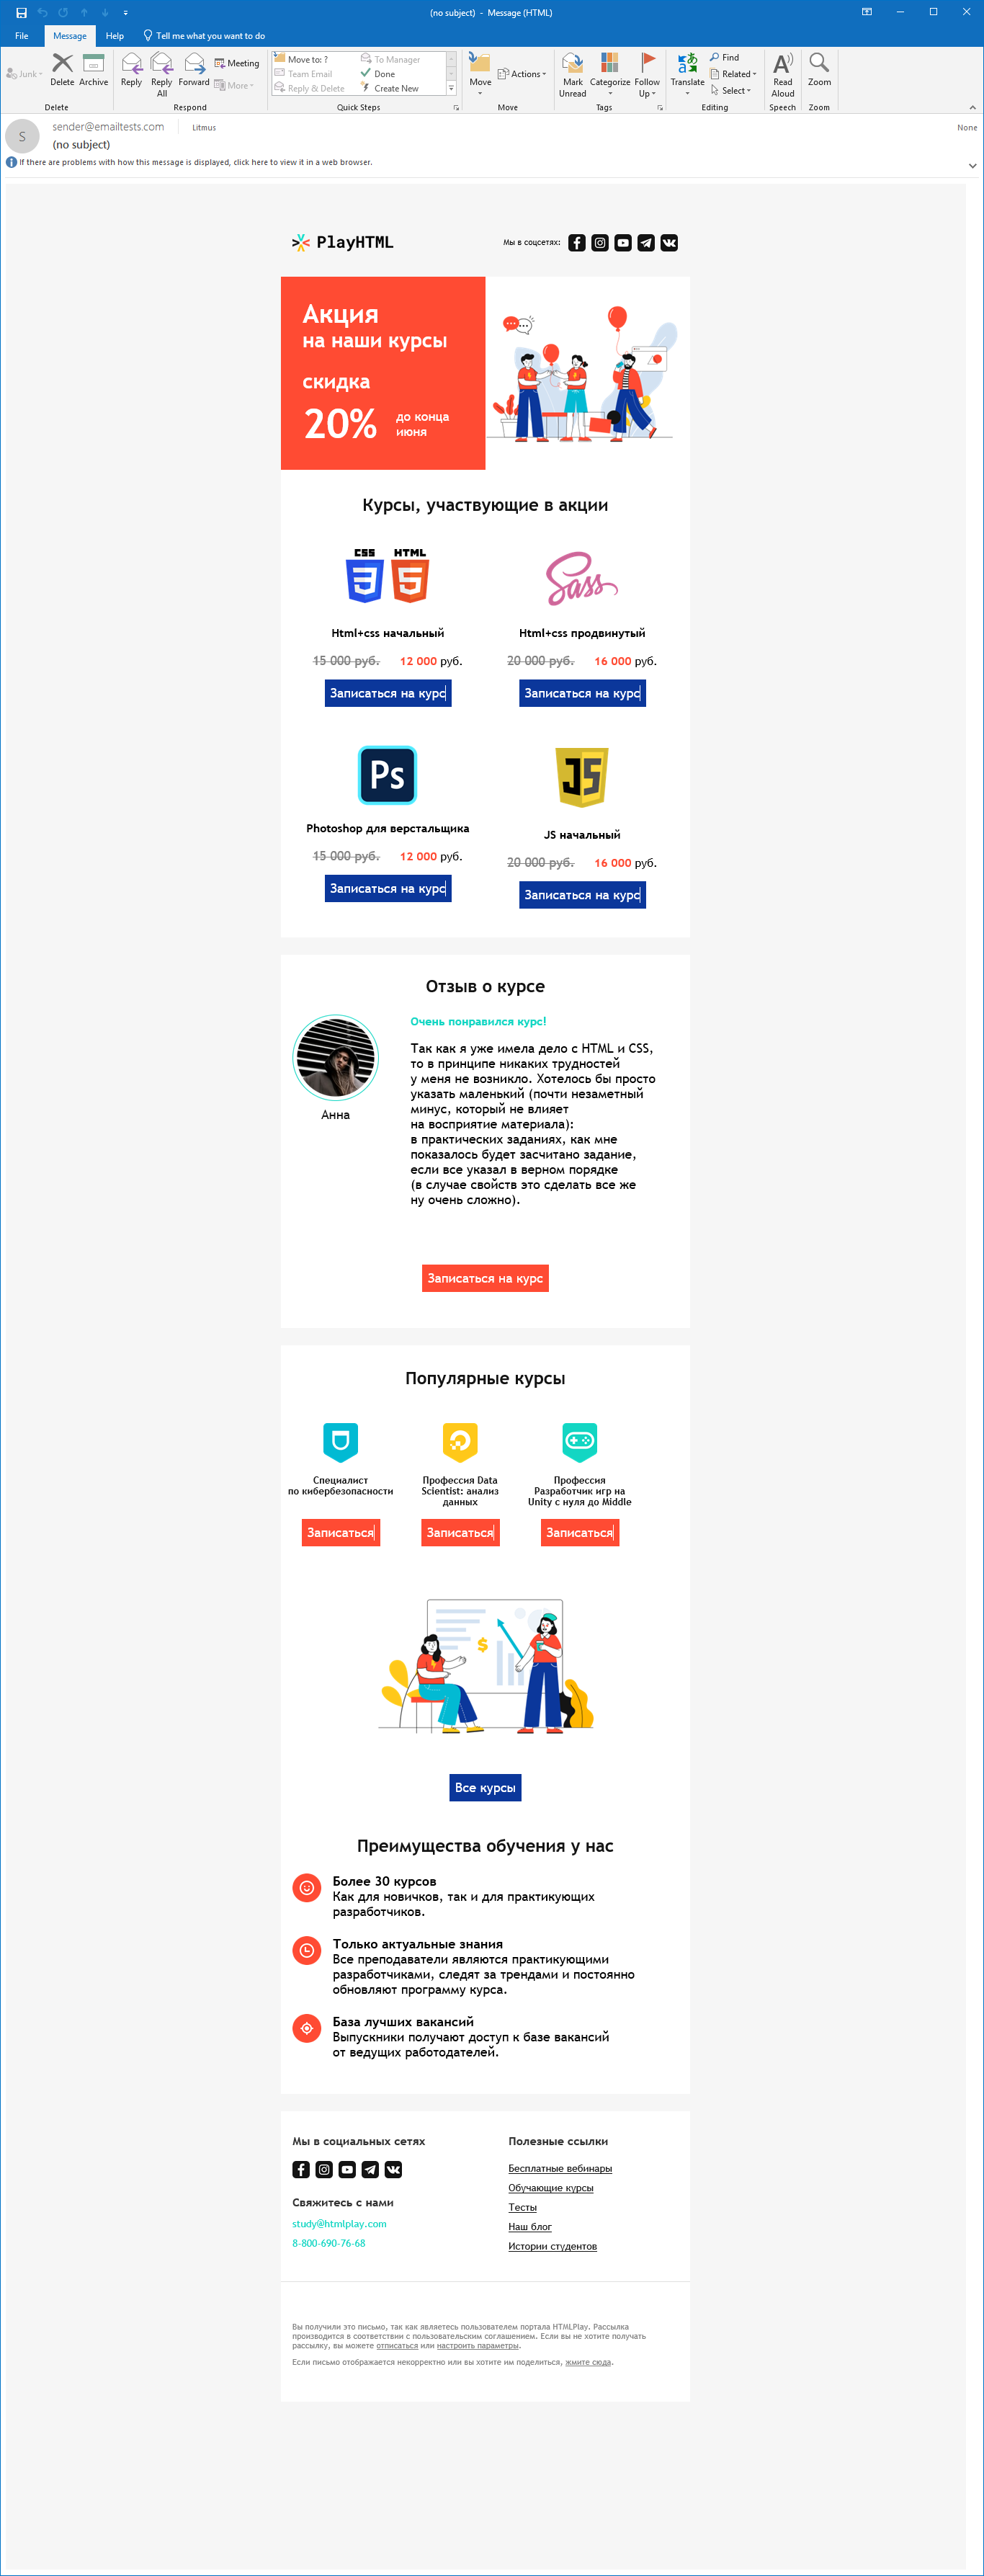 (no subject) - Message (HTML)
File Message Help Tell me what you want to do
Junk Delete Archive Reply Reply All Forward Meeting More
Move to: ? To Manager
Team Email Done
Reply & Delete Create New
Move Actions Mark Unread Categorize Follow Up Translate Find Related Select Read Aloud Zoom
Delete Respond Quick Steps Move Tags Editing Speech Zoom
S
sender@emailtests.com Litmus None
(no subject)
If there are problems with how this message is displayed, click here to view it in a web browser.
PlayHTML Мы в соцсетях:
Акция
на наши курсы
скидка
20% до конца
июня
Курсы, участвующие в акции
CSS HTML
3 5 Sass
Html+css начальный Html+css продвинутый
15 000 руб. 12 000 руб. 20 000 руб. 16 000 руб.
Записаться на курс Записаться на курс
Ps JS
Photoshop для верстальщика JS начальный
15 000 руб. 12 000 руб. 20 000 руб. 16 000 руб.
Записаться на курс Записаться на курс
Отзыв о курсе
Очень понравился курс!
Так как я уже имела дело с HTML и CSS,
то в принципе никаких трудностей
у меня не возникло. Хотелось бы просто
указать маленький (почти незаметный
минус, который не влияет
на восприятие материала):
в практических заданиях, как мне
показалось будет засчитано задание,
если все указал в верном порядке
(в случае свойств это сделать все же
ну очень сложно).
Анна
Записаться на курс
Популярные курсы
Специалист
по кибербезопасности
Профессия Data
Scientist: анализ
данных
Профессия
Разработчик игр на
Unity с нуля до Middle
Записаться Записаться Записаться
$
Все курсы
Преимущества обучения у нас
Более 30 курсов
Как для новичков, так и для практикующих
разработчиков.
Только актуальные знания
Все преподаватели являются практикующими
разработчиками, следят за трендами и постоянно
обновляют программу курса.
База лучших вакансий
Выпускники получают доступ к базе вакансий
от ведущих работодателей.
Мы в социальных сетях
Свяжитесь с нами
study@htmlplay.com
8-800-690-76-68
Полезные ссылки
Бесплатные вебинары
Обучающие курсы
Тесты
Наш блог
Истории студентов
Вы получили это письмо, так как являетесь пользователем портала HTMLPlay. Рассылка
производится в соответствии с пользовательским соглашением. Если вы не хотите получать
рассылку, вы можете отписаться или настроить параметры.
Если письмо отображается некорректно или вы хотите им поделиться, жмите сюда.